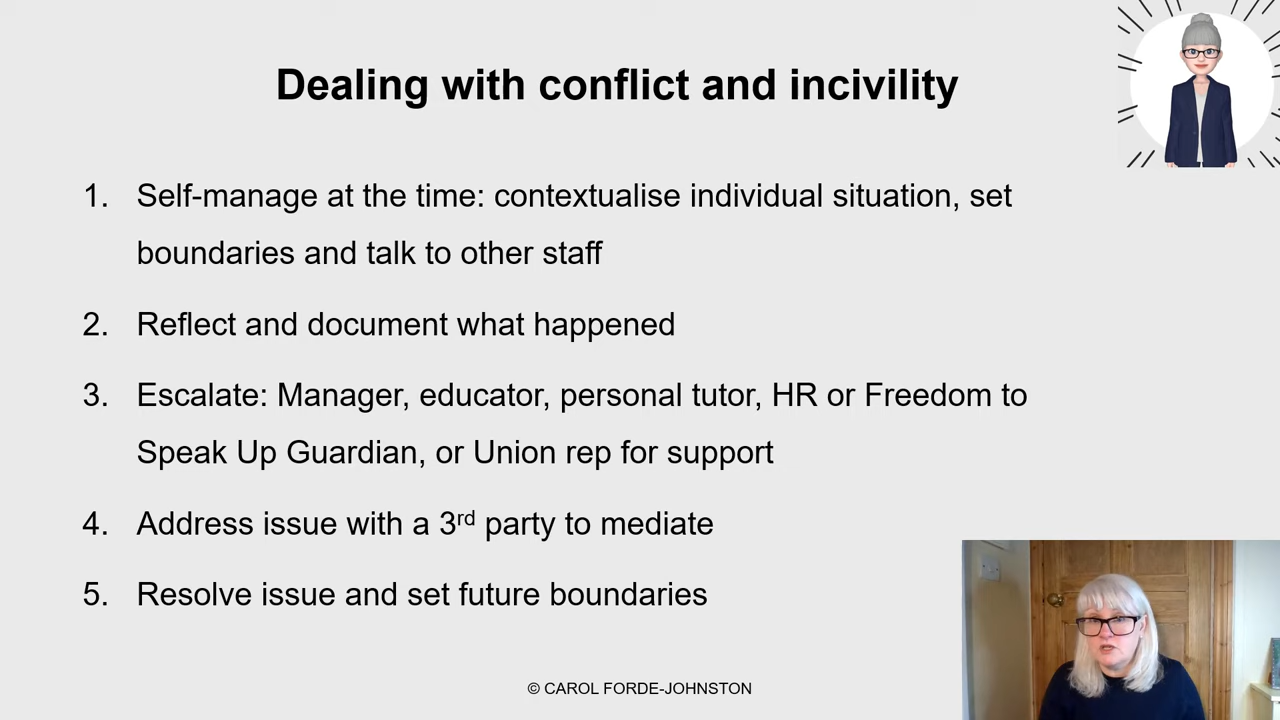 Dealing with conflict and incivility
1. Self-manage at the time: contextualise individual situation, set
boundaries and talk to other staff
2. Reflect and document what happened
3. Escalate: Manager, educator, personal tutor, HR or Freedom to
Speak Up Guardian, or Union rep for support
4. Address issue with a 3rd party to mediate
5. Resolve issue and set future boundaries
© CAROL FORDE-JOHNSTON